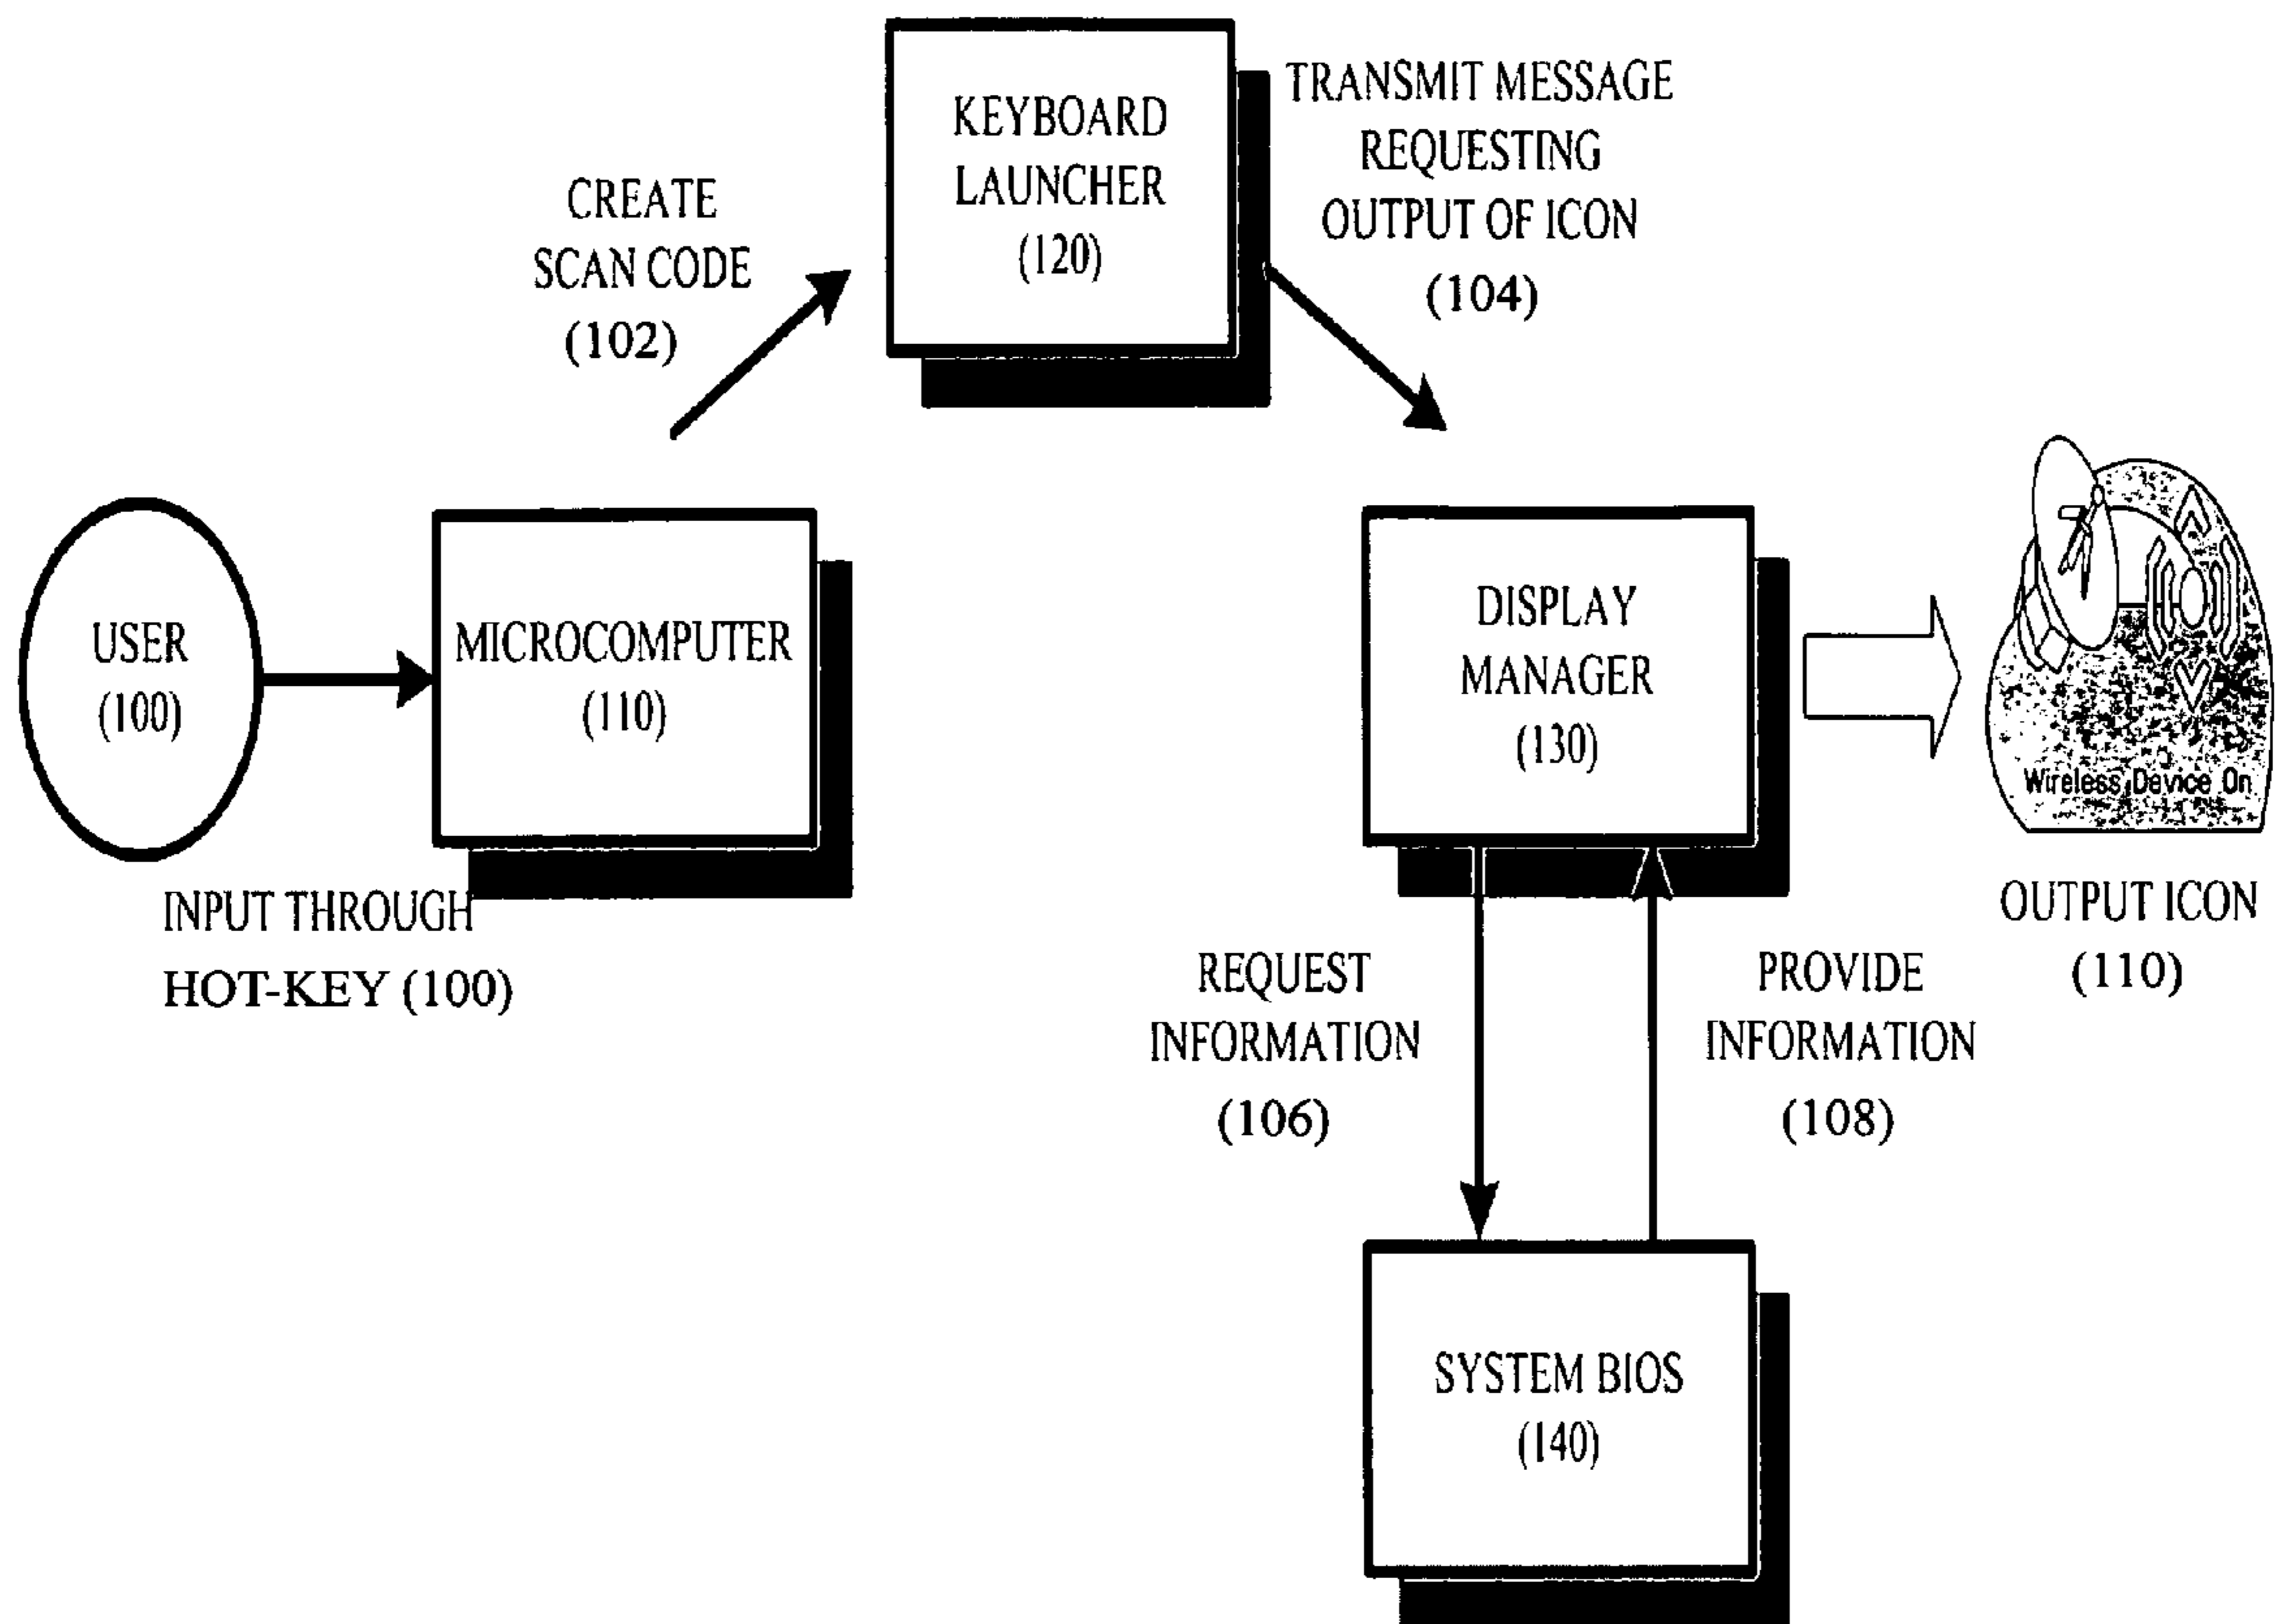 KEYBOARD
LAUNCHER
(120)
TRANSMIT MESSAGE
REQUESTING
OUTPUT OF ICON
(104)
CREATE
SCAN CODE
(102)
USER
(100)
MICROCOMPUTER
(110)
DISPLAY
MANAGER
(130)
Wireless Device On
INPUT THROUGH
HOT-KEY (100)
OUTPUT ICON
(110)
REQUEST
INFORMATION
(106)
PROVIDE
INFORMATION
(108)
SYSTEM BIOS
(140)